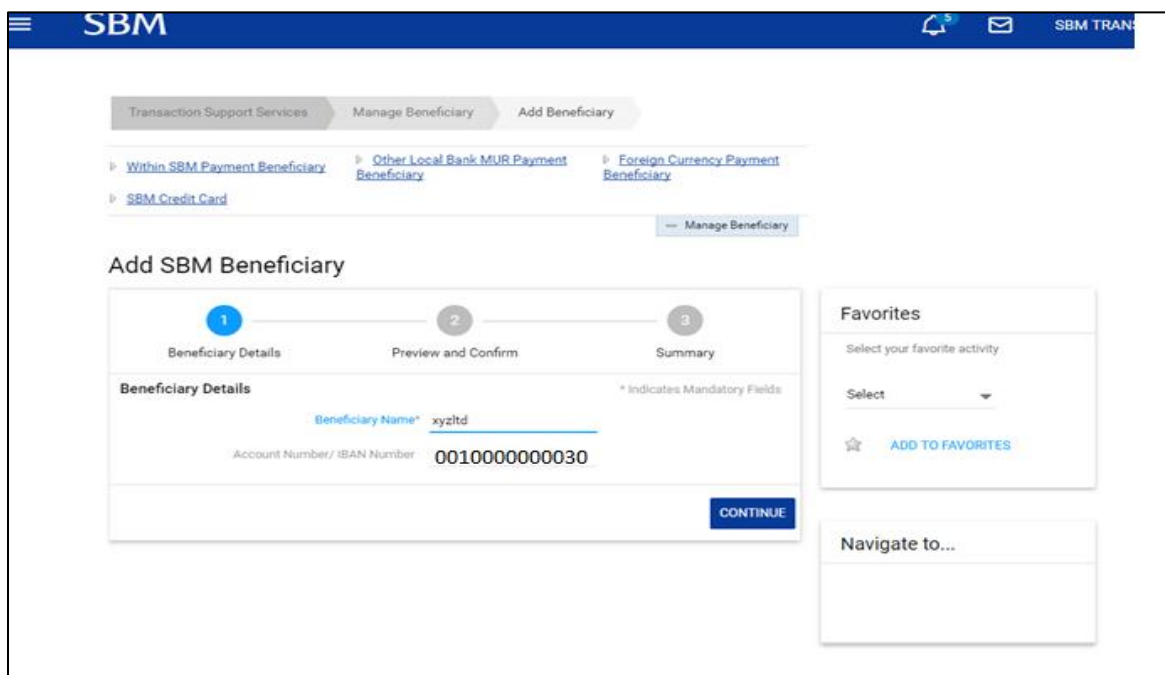 SBM
5
SBM TRANS
Transaction Support Services Manage Beneficiary Add Beneficiary
Within SBM Payment Beneficiary
Other Local Bank MUR Payment Beneficiary
Foreign Currency Payment Beneficiary
SBM Credit Card
— Manage Beneficiary
Add SBM Beneficiary
1 2 3
Beneficiary Details Preview and Confirm Summary
Beneficiary Details * Indicates Mandatory Fields
Beneficiary Name* xyzltd
Account Number/ IBAN Number 0010000000030
CONTINUE
Favorites
Select your favorite activity
Select
ADD TO FAVORITES
Navigate to...